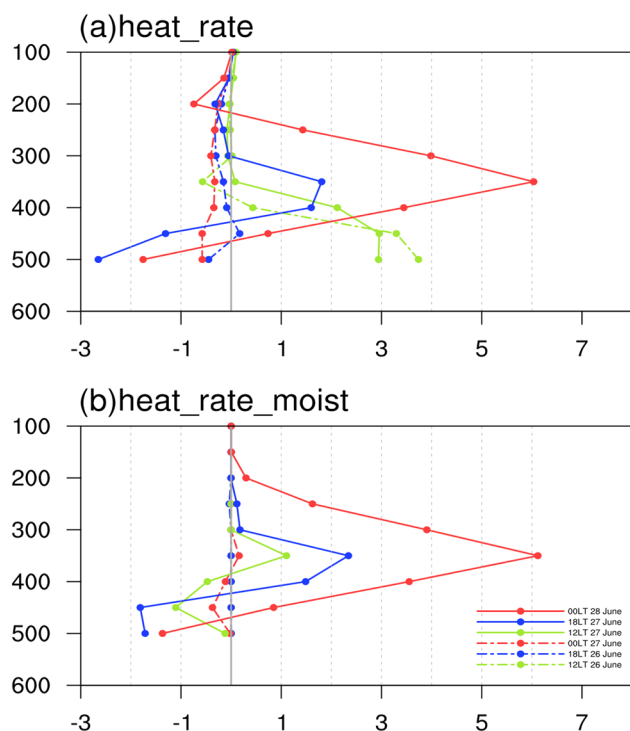 (a)heat_rate
100
200
300
400
500
600
-3 -1 1 3 5 7
(b)heat_rate_moist
100
200
300
400
500
600
00LT 28 June
18LT 27 June
12LT 27 June
00LT 27 June
18LT 26 June
12LT 26 June
-3 -1 1 3 5 7